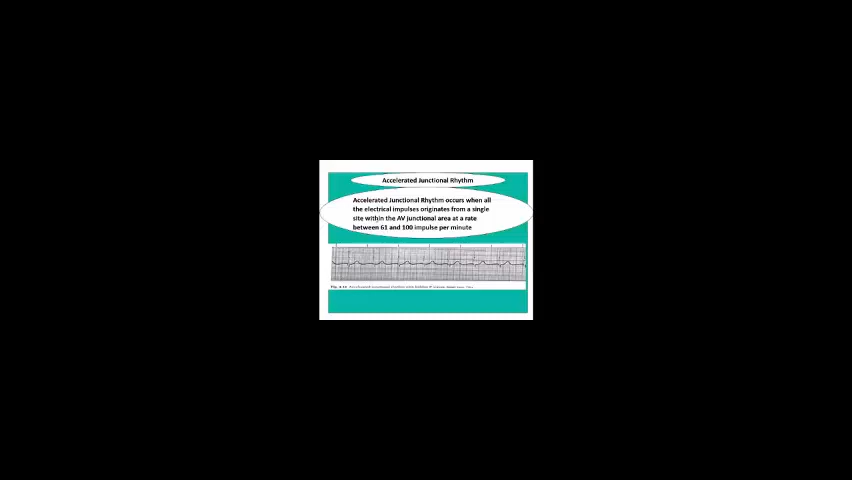 Accelerated Junctional Rhythm
Accelerated Junctional Rhythm occurs when all
the electrical impulses originates from a single
site within the AV junctional area at a rate
between 61 and 100 impulse per minute